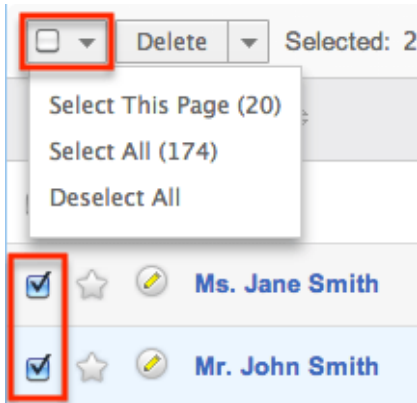 Delete Selected: 2
Select This Page (20)
Select All (174)
Deselect All
Ms. Jane Smith
Mr. John Smith